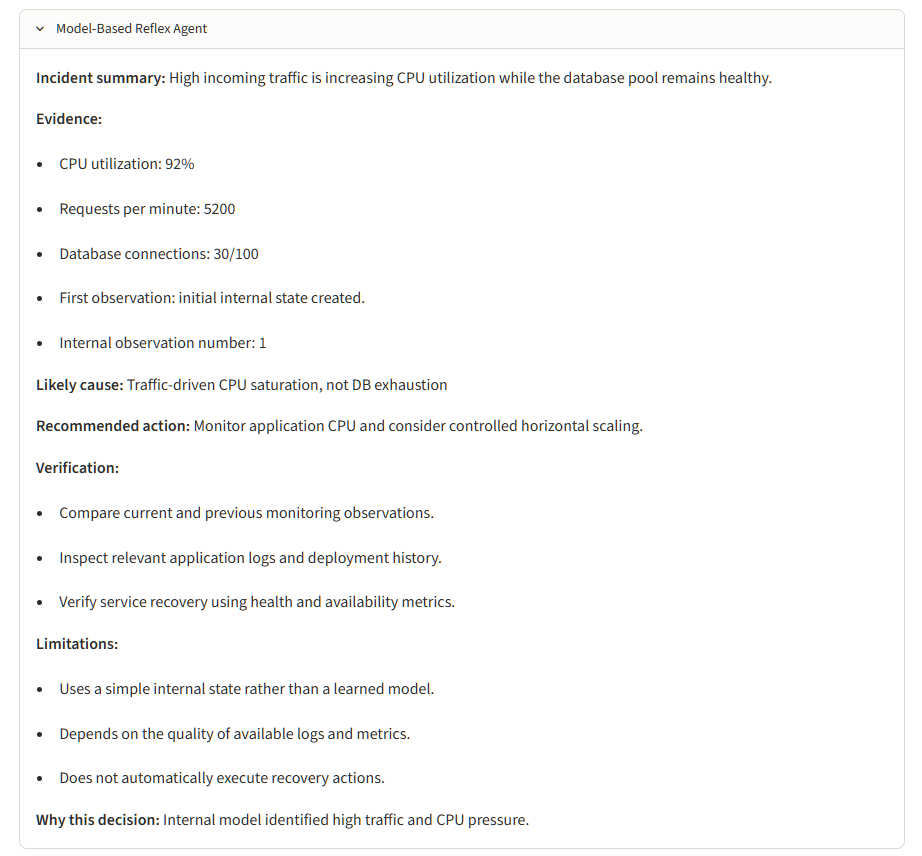 Model-Based Reflex Agent
Incident summary: High incoming traffic is increasing CPU utilization while the database pool remains healthy.
Evidence:
• CPU utilization: 92%
• Requests per minute: 5200
• Database connections: 30/100
• First observation: initial internal state created.
• Internal observation number: 1
Likely cause: Traffic-driven CPU saturation, not DB exhaustion
Recommended action: Monitor application CPU and consider controlled horizontal scaling.
Verification:
• Compare current and previous monitoring observations.
• Inspect relevant application logs and deployment history.
• Verify service recovery using health and availability metrics.
Limitations:
• Uses a simple internal state rather than a learned model.
• Depends on the quality of available logs and metrics.
• Does not automatically execute recovery actions.
Why this decision: Internal model identified high traffic and CPU pressure.